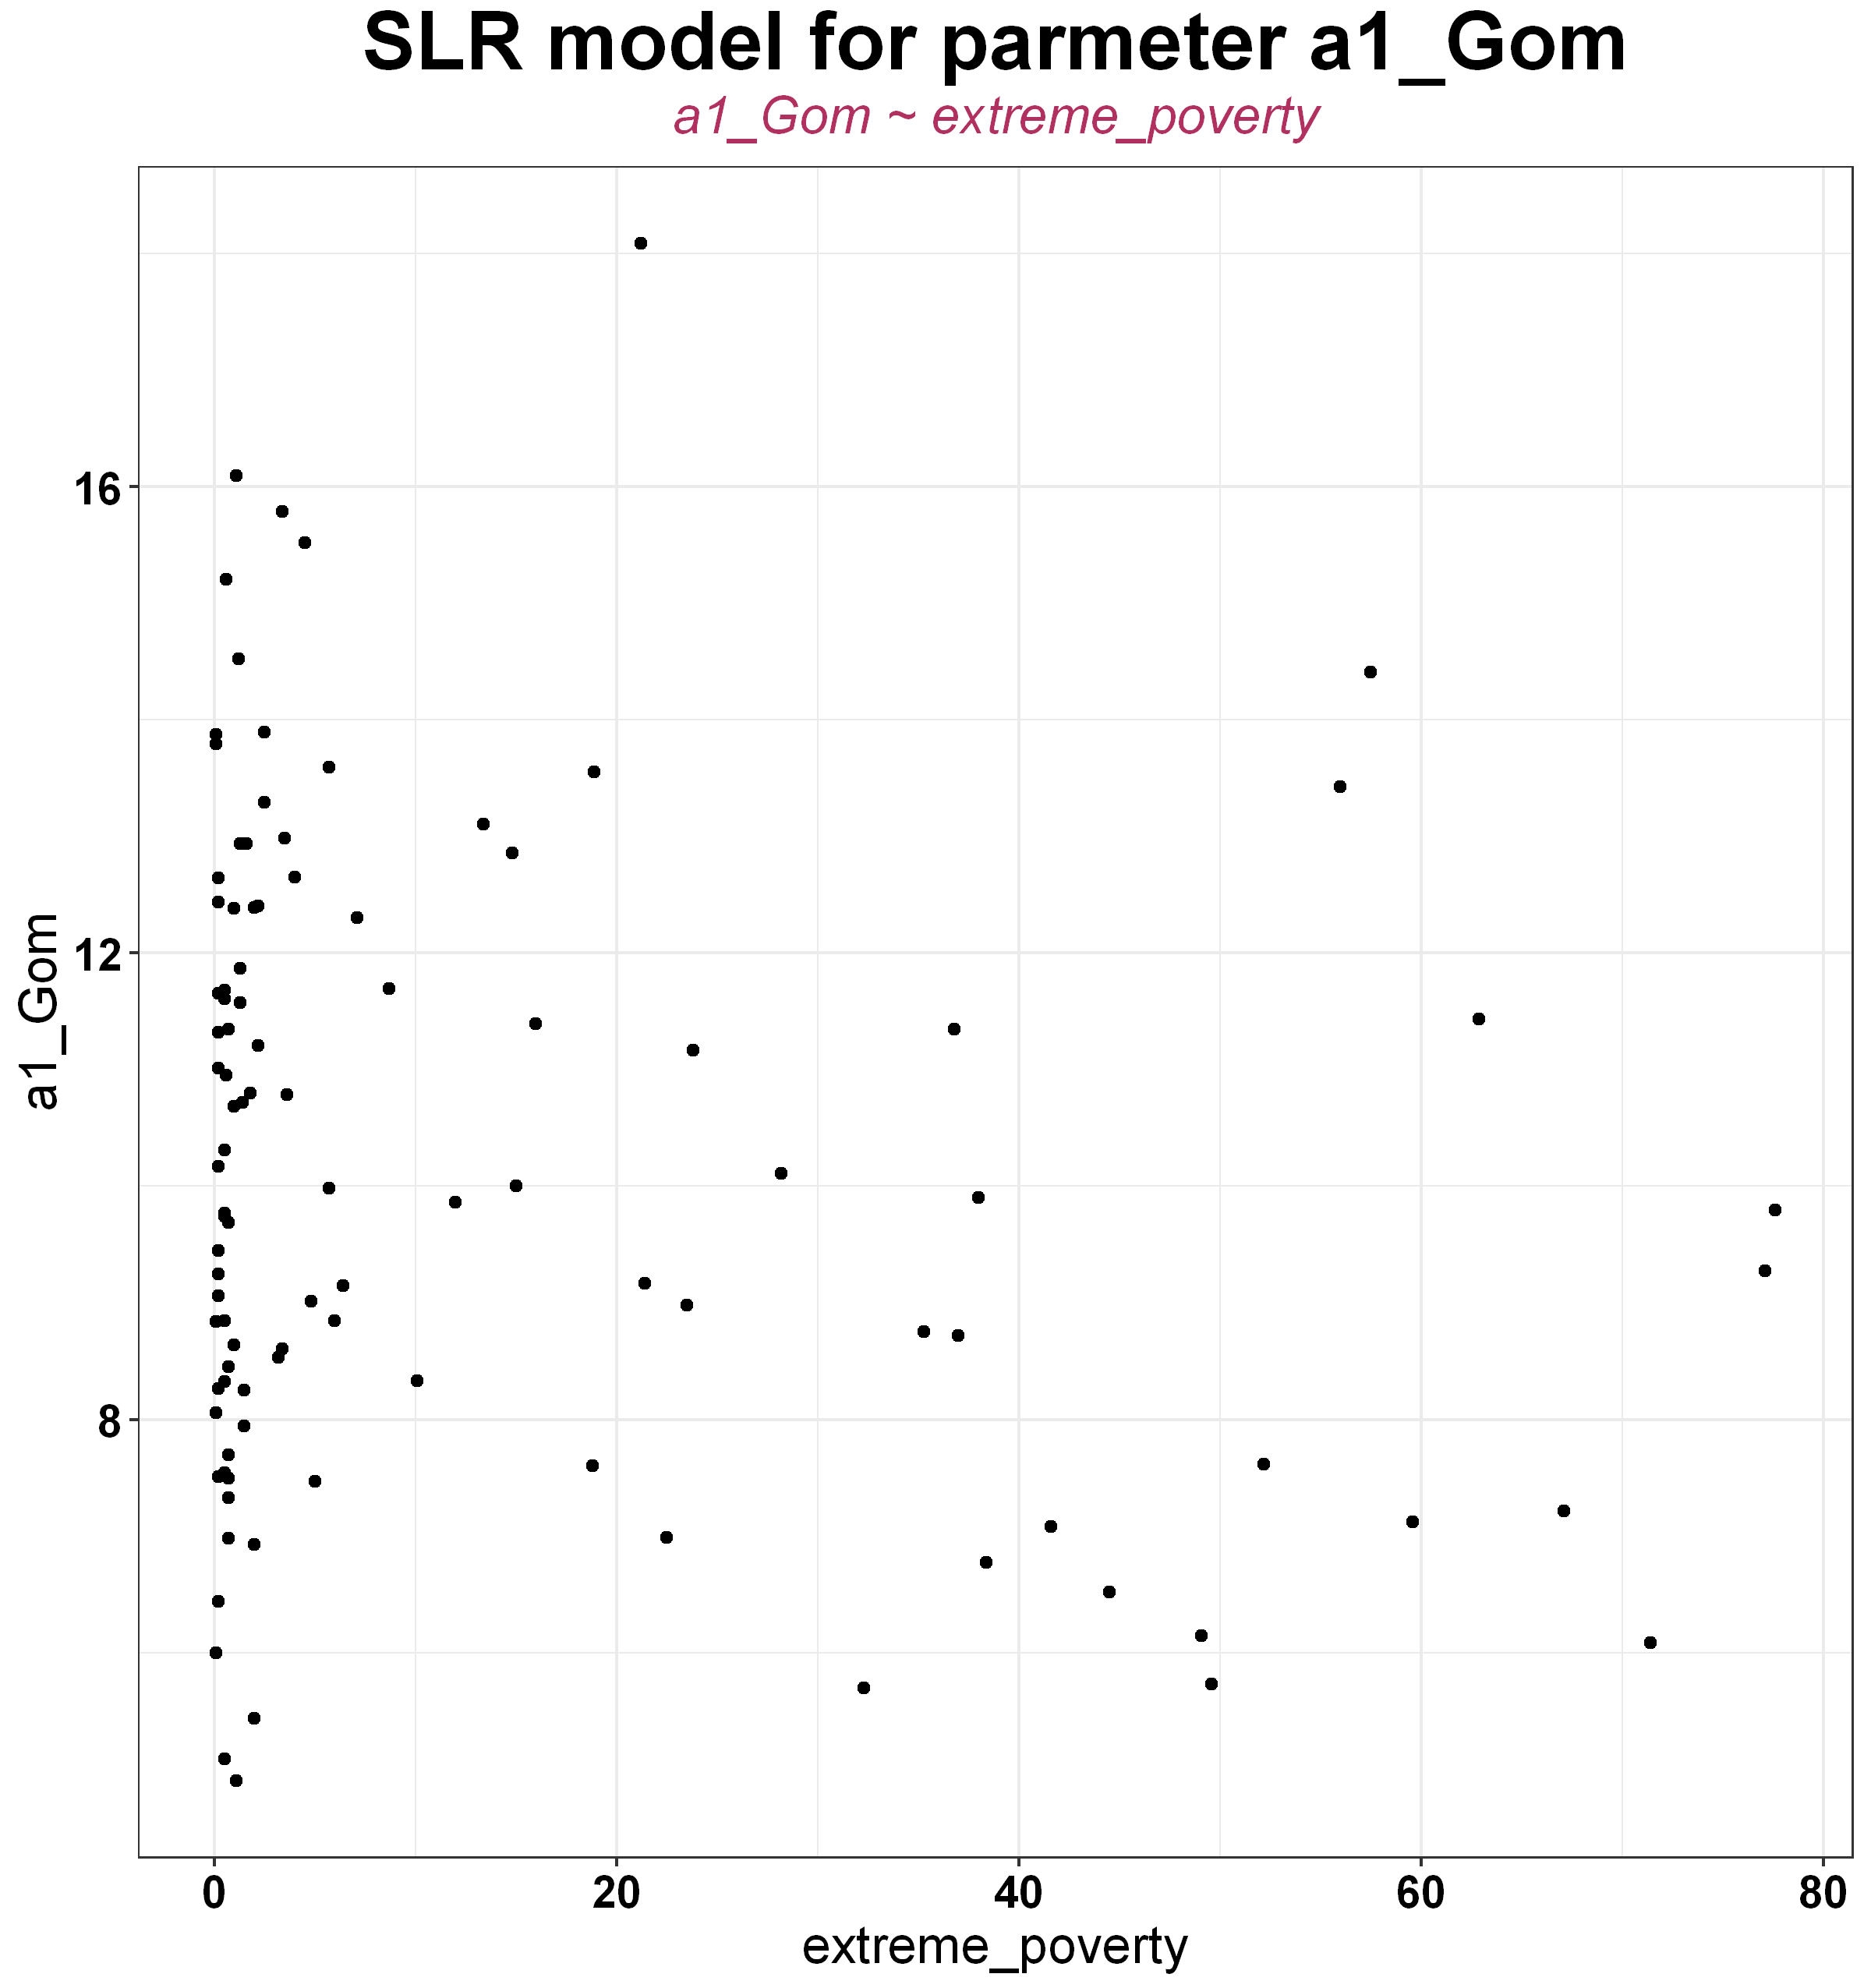 SLR model for parmeter a1_Gom
a1_Gom ~ extreme_poverty
a1_Gom
16
12
8
0 20 40 60 80
extreme_poverty